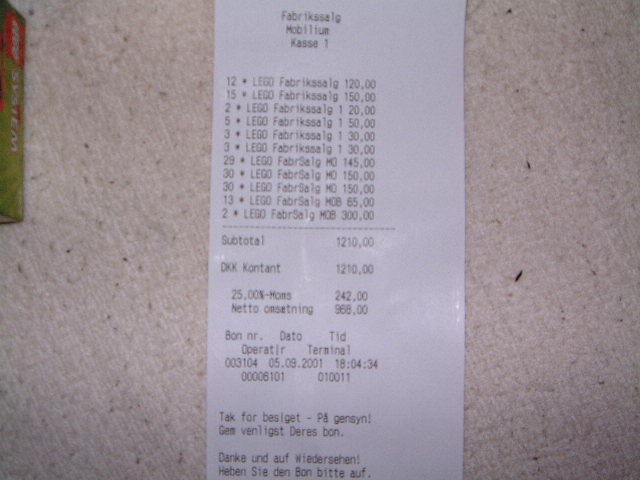 Fabrikssalg
Mobilium
Kasse 1
12 * LEGO Fabrikssalg 120,00
15 * LEGO Fabrikssalg 150,00
2 * LEGO Fabrikssalg 1 20,00
5 * LEGO Fabrikssalg 1 50,00
3 * LEGO Fabrikssalg 1 30,00
3 * LEGO Fabrikssalg 1 30,00
29 * LEGO FabrSalg MO 145,00
30 * LEGO FabrSalg MO 150,00
30 * LEGO FabrSalg MO 150,00
13 * LEGO FabrSalg MOB 65,00
2 * LEGO FabrSalg MOB 300,00
Subtotal 1210,00
DKK Kontant 1210,00
25,00%-Moms 242,00
Netto omsætning 968,00
Bon nr. Dato Tid
Operat|r Terminal
003104 05.09.2001 18:04:34
00006101 010011
Tak for besøget - På gensyn!
Gem venligst Deres bon.
Danke und auf Wiedersehen!
Heben Sie den Bon bitte auf.
LEGO
SYSTEM